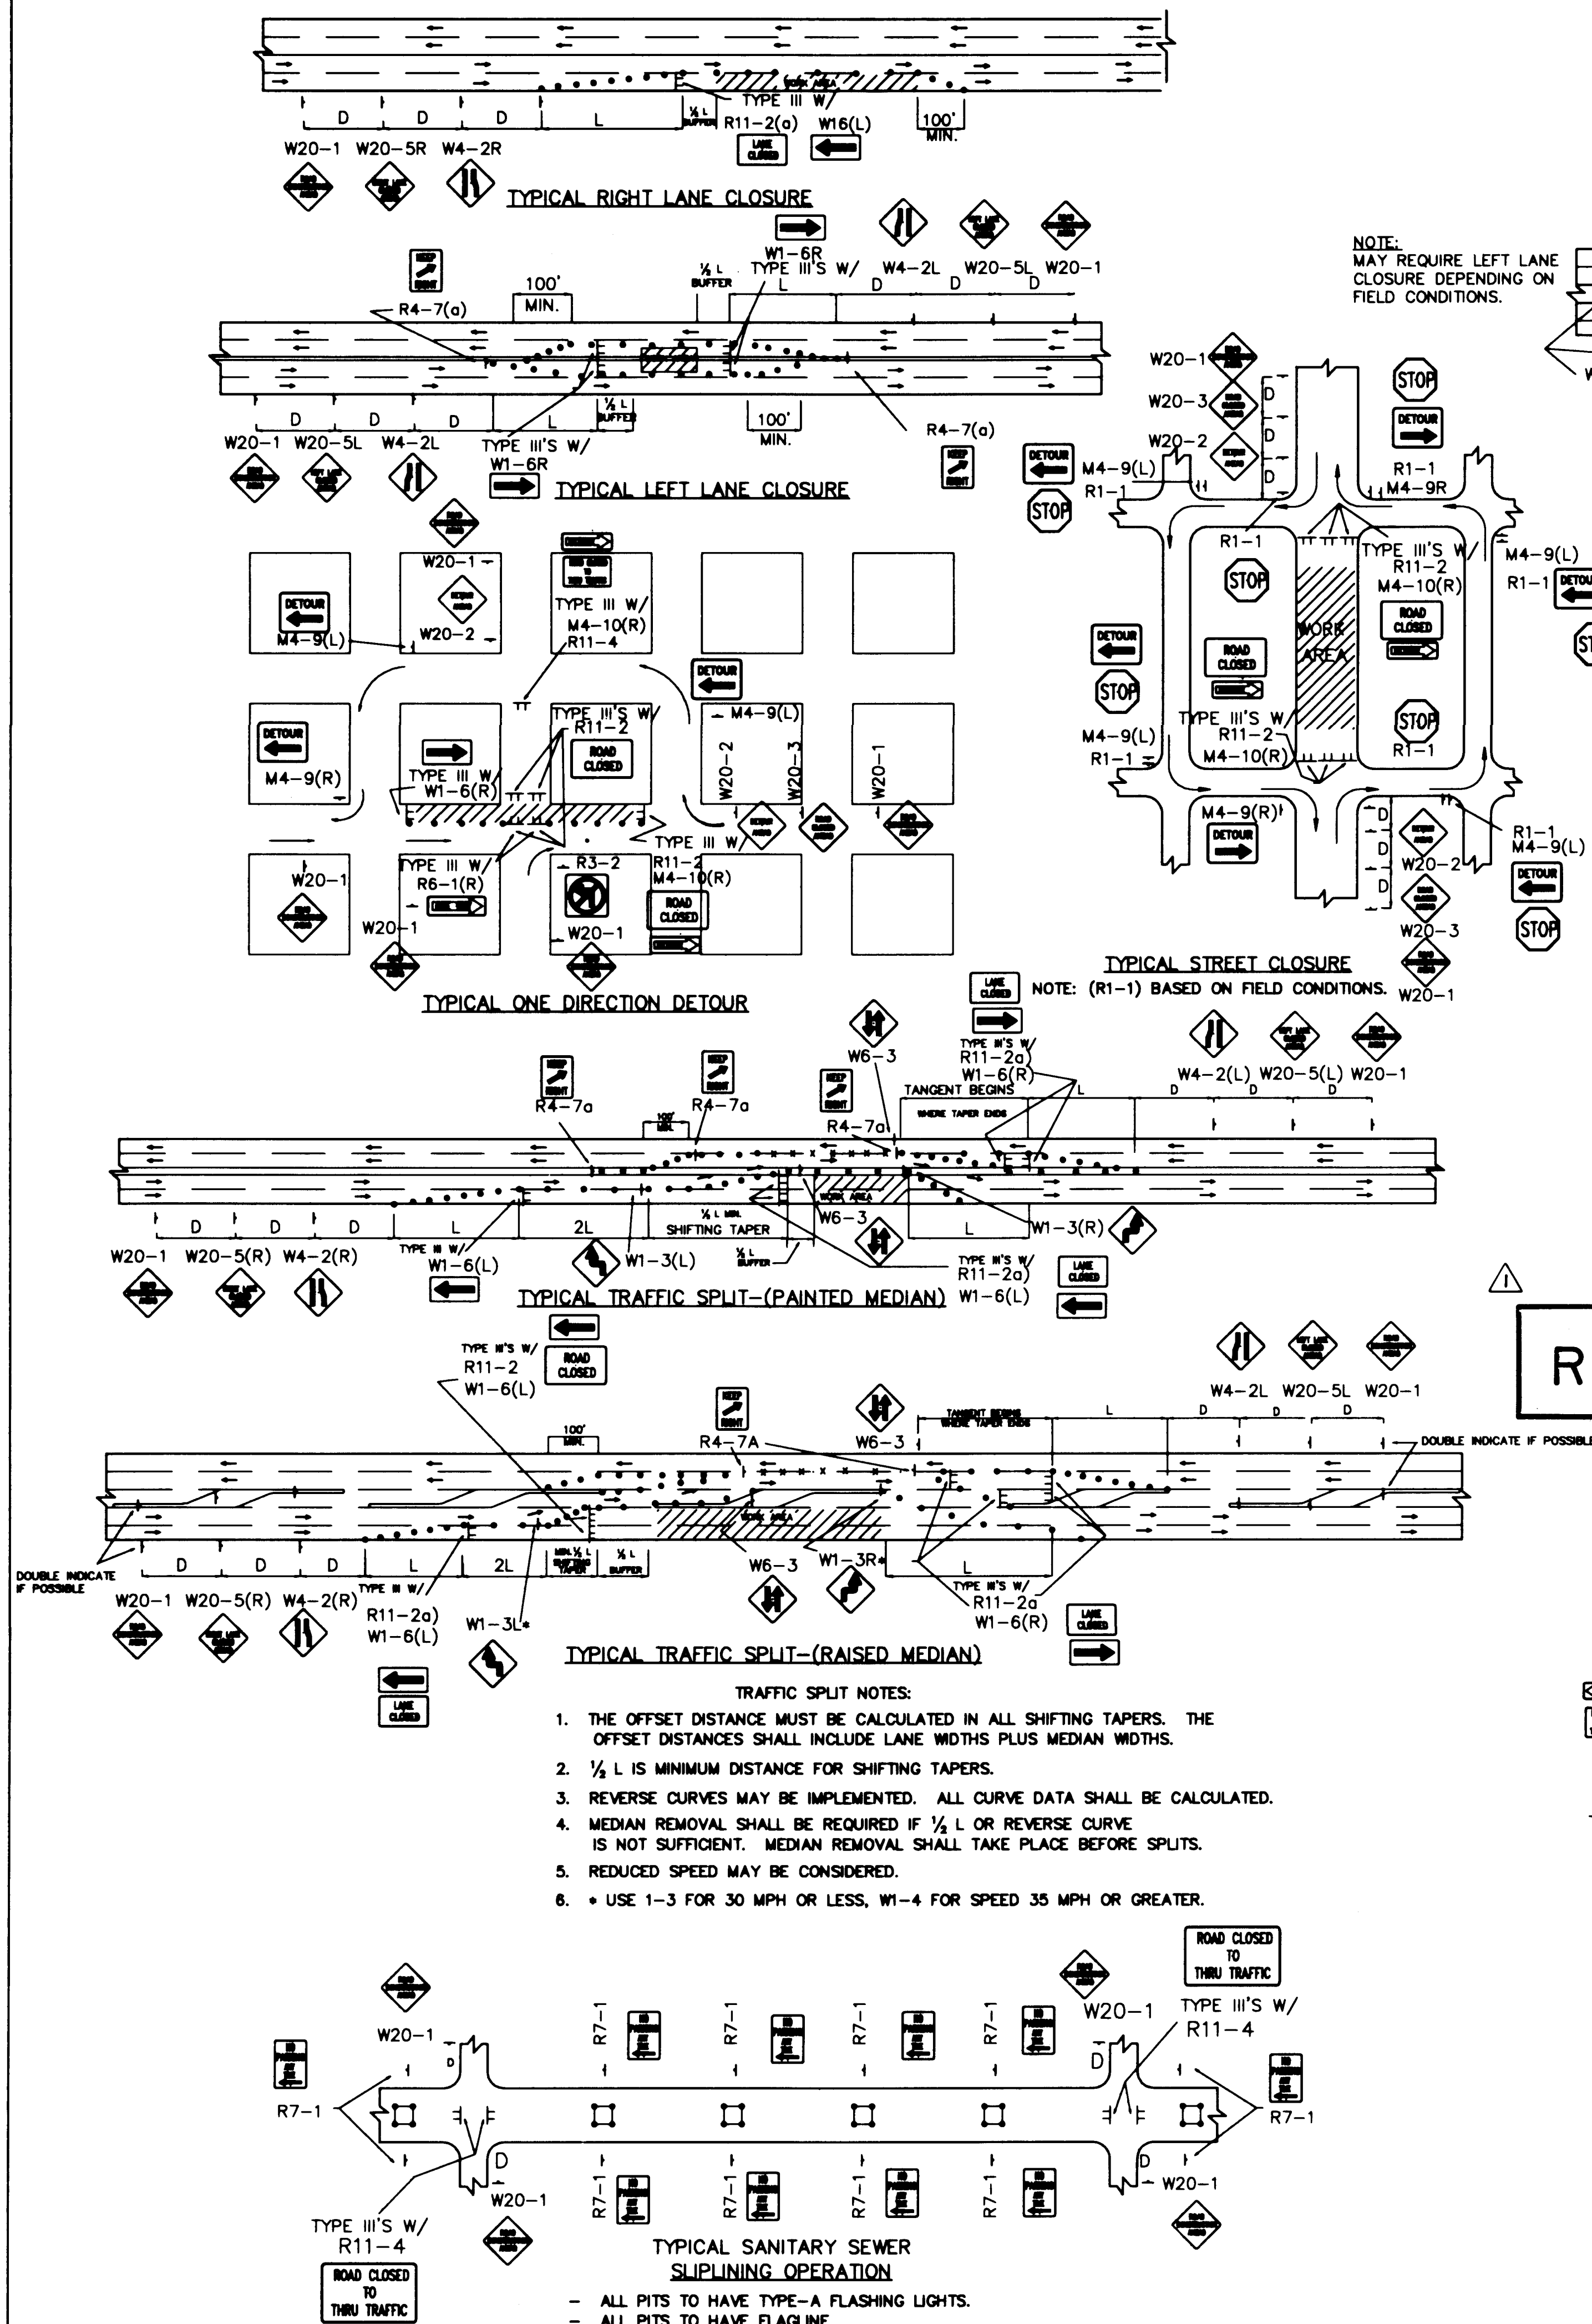 D D D L ½ L BUFFER
TYPE III W/
WORK AREA
100' MIN.
R11-2(a) W16(L)
W20-1 W20-5R W4-2R
LANE CLOSED
TYPICAL RIGHT LANE CLOSURE
W1-6R
TYPE III'S W/
W4-2L W20-5L W20-1
KEEP RIGHT
R4-7(a)
100' MIN.
½ L BUFFER
L D D D
D D D L
½ L BUFFER
100' MIN.
R4-7(a)
KEEP RIGHT
W20-1 W20-5L W4-2L
TYPE III'S W/
W1-6R
TYPICAL LEFT LANE CLOSURE
NOTE:
MAY REQUIRE LEFT LANE
CLOSURE DEPENDING ON
FIELD CONDITIONS.
W20-1
W20-3
W20-2
D
D
D
STOP
DETOUR
R1-1
M4-9R
DETOUR
M4-9(L)
R1-1
STOP
R1-1
STOP
TYPE III'S W/
R11-2
M4-10(R)
M4-9(L)
R1-1
DETOUR
ROAD CLOSED
WORK AREA
DETOUR
STOP
ROAD CLOSED
TYPE III'S W/
R11-2
M4-10(R)
STOP
R1-1
M4-9(L)
R1-1
M4-9(R)
DETOUR
D
D
D
R1-1
M4-9(L)
DETOUR
STOP
W20-2
W20-3
W20-1
TYPICAL STREET CLOSURE
NOTE: (R1-1) BASED ON FIELD CONDITIONS.
W20-1
W20-2
DETOUR
M4-9(L)
TYPE III W/
M4-10(R)
R11-4
DETOUR
M4-9(L)
DETOUR
M4-9(R)
TYPE III W/
W1-6(R)
TYPE III'S W/
R11-2
ROAD CLOSED
W20-2
W20-3
W20-1
TYPE III W/
R11-2
M4-10(R)
ROAD CLOSED
W20-1
TYPE III W/
R6-1(R)
W20-1
R3-2
W20-1
TYPICAL ONE DIRECTION DETOUR
LANE CLOSED
TYPE III'S W/
R11-2a)
W1-6(R)
W6-3
W4-2(L) W20-5(L) W20-1
KEEP RIGHT
R4-7a
KEEP RIGHT
R4-7a
KEEP RIGHT
R4-7a
100' MIN.
TANGENT BEGINS
WHERE TAPER ENDS
L D D D
WORK AREA
D D D L 2L
½ L MIN.
SHIFTING TAPER
½ L BUFFER
L
W20-1 W20-5(R) W4-2(R)
TYPE III W/
W1-6(L)
W1-3(L)
W6-3
W1-3(R)
TYPE III'S W/
R11-2a)
W1-6(L)
LANE CLOSED
TYPICAL TRAFFIC SPLIT-(PAINTED MEDIAN)
1
R
TYPE III'S W/
R11-2
W1-6(L)
ROAD CLOSED
KEEP RIGHT
R4-7A
W6-3
100' MIN.
TANGENT BEGINS
WHERE TAPER ENDS
L D D D
W4-2L W20-5L W20-1
DOUBLE INDICATE IF POSSIBLE
WORK AREA
DOUBLE INDICATE
IF POSSIBLE
D D D L 2L
MIN. ½ L
SHIFTING TAPER
½ L BUFFER
L
W20-1 W20-5(R) W4-2(R)
TYPE III W/
R11-2a)
W1-6(L)
LANE CLOSED
W1-3L*
W6-3
W1-3R*
TYPE III'S W/
R11-2a
W1-6(R)
LANE CLOSED
TYPICAL TRAFFIC SPLIT-(RAISED MEDIAN)
TRAFFIC SPLIT NOTES:
1. THE OFFSET DISTANCE MUST BE CALCULATED IN ALL SHIFTING TAPERS. THE
OFFSET DISTANCES SHALL INCLUDE LANE WIDTHS PLUS MEDIAN WIDTHS.
2. ½ L IS MINIMUM DISTANCE FOR SHIFTING TAPERS.
3. REVERSE CURVES MAY BE IMPLEMENTED. ALL CURVE DATA SHALL BE CALCULATED.
4. MEDIAN REMOVAL SHALL BE REQUIRED IF ½ L OR REVERSE CURVE
IS NOT SUFFICIENT. MEDIAN REMOVAL SHALL TAKE PLACE BEFORE SPLITS.
5. REDUCED SPEED MAY BE CONSIDERED.
6. * USE 1-3 FOR 30 MPH OR LESS, W1-4 FOR SPEED 35 MPH OR GREATER.
ROAD CLOSED
TO
THRU TRAFFIC
TYPE III'S W/
R11-4
W20-1
W20-1
R7-1 R7-1 R7-1 R7-1
D
D
R7-1
R7-1
D
D
W20-1
W20-1
R7-1 R7-1 R7-1 R7-1
TYPE III'S W/
R11-4
ROAD CLOSED
TO
THRU TRAFFIC
TYPICAL SANITARY SEWER
SLIPLINING OPERATION
- ALL PITS TO HAVE TYPE-A FLASHING LIGHTS.
- ALL PITS TO HAVE FLAGLINE